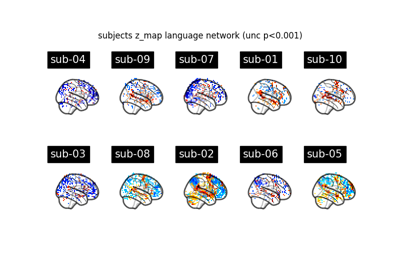 subjects z_map language network (unc p<0.001)
sub-04 sub-09 sub-07 sub-01 sub-10
sub-03 sub-08 sub-02 sub-06 sub-05